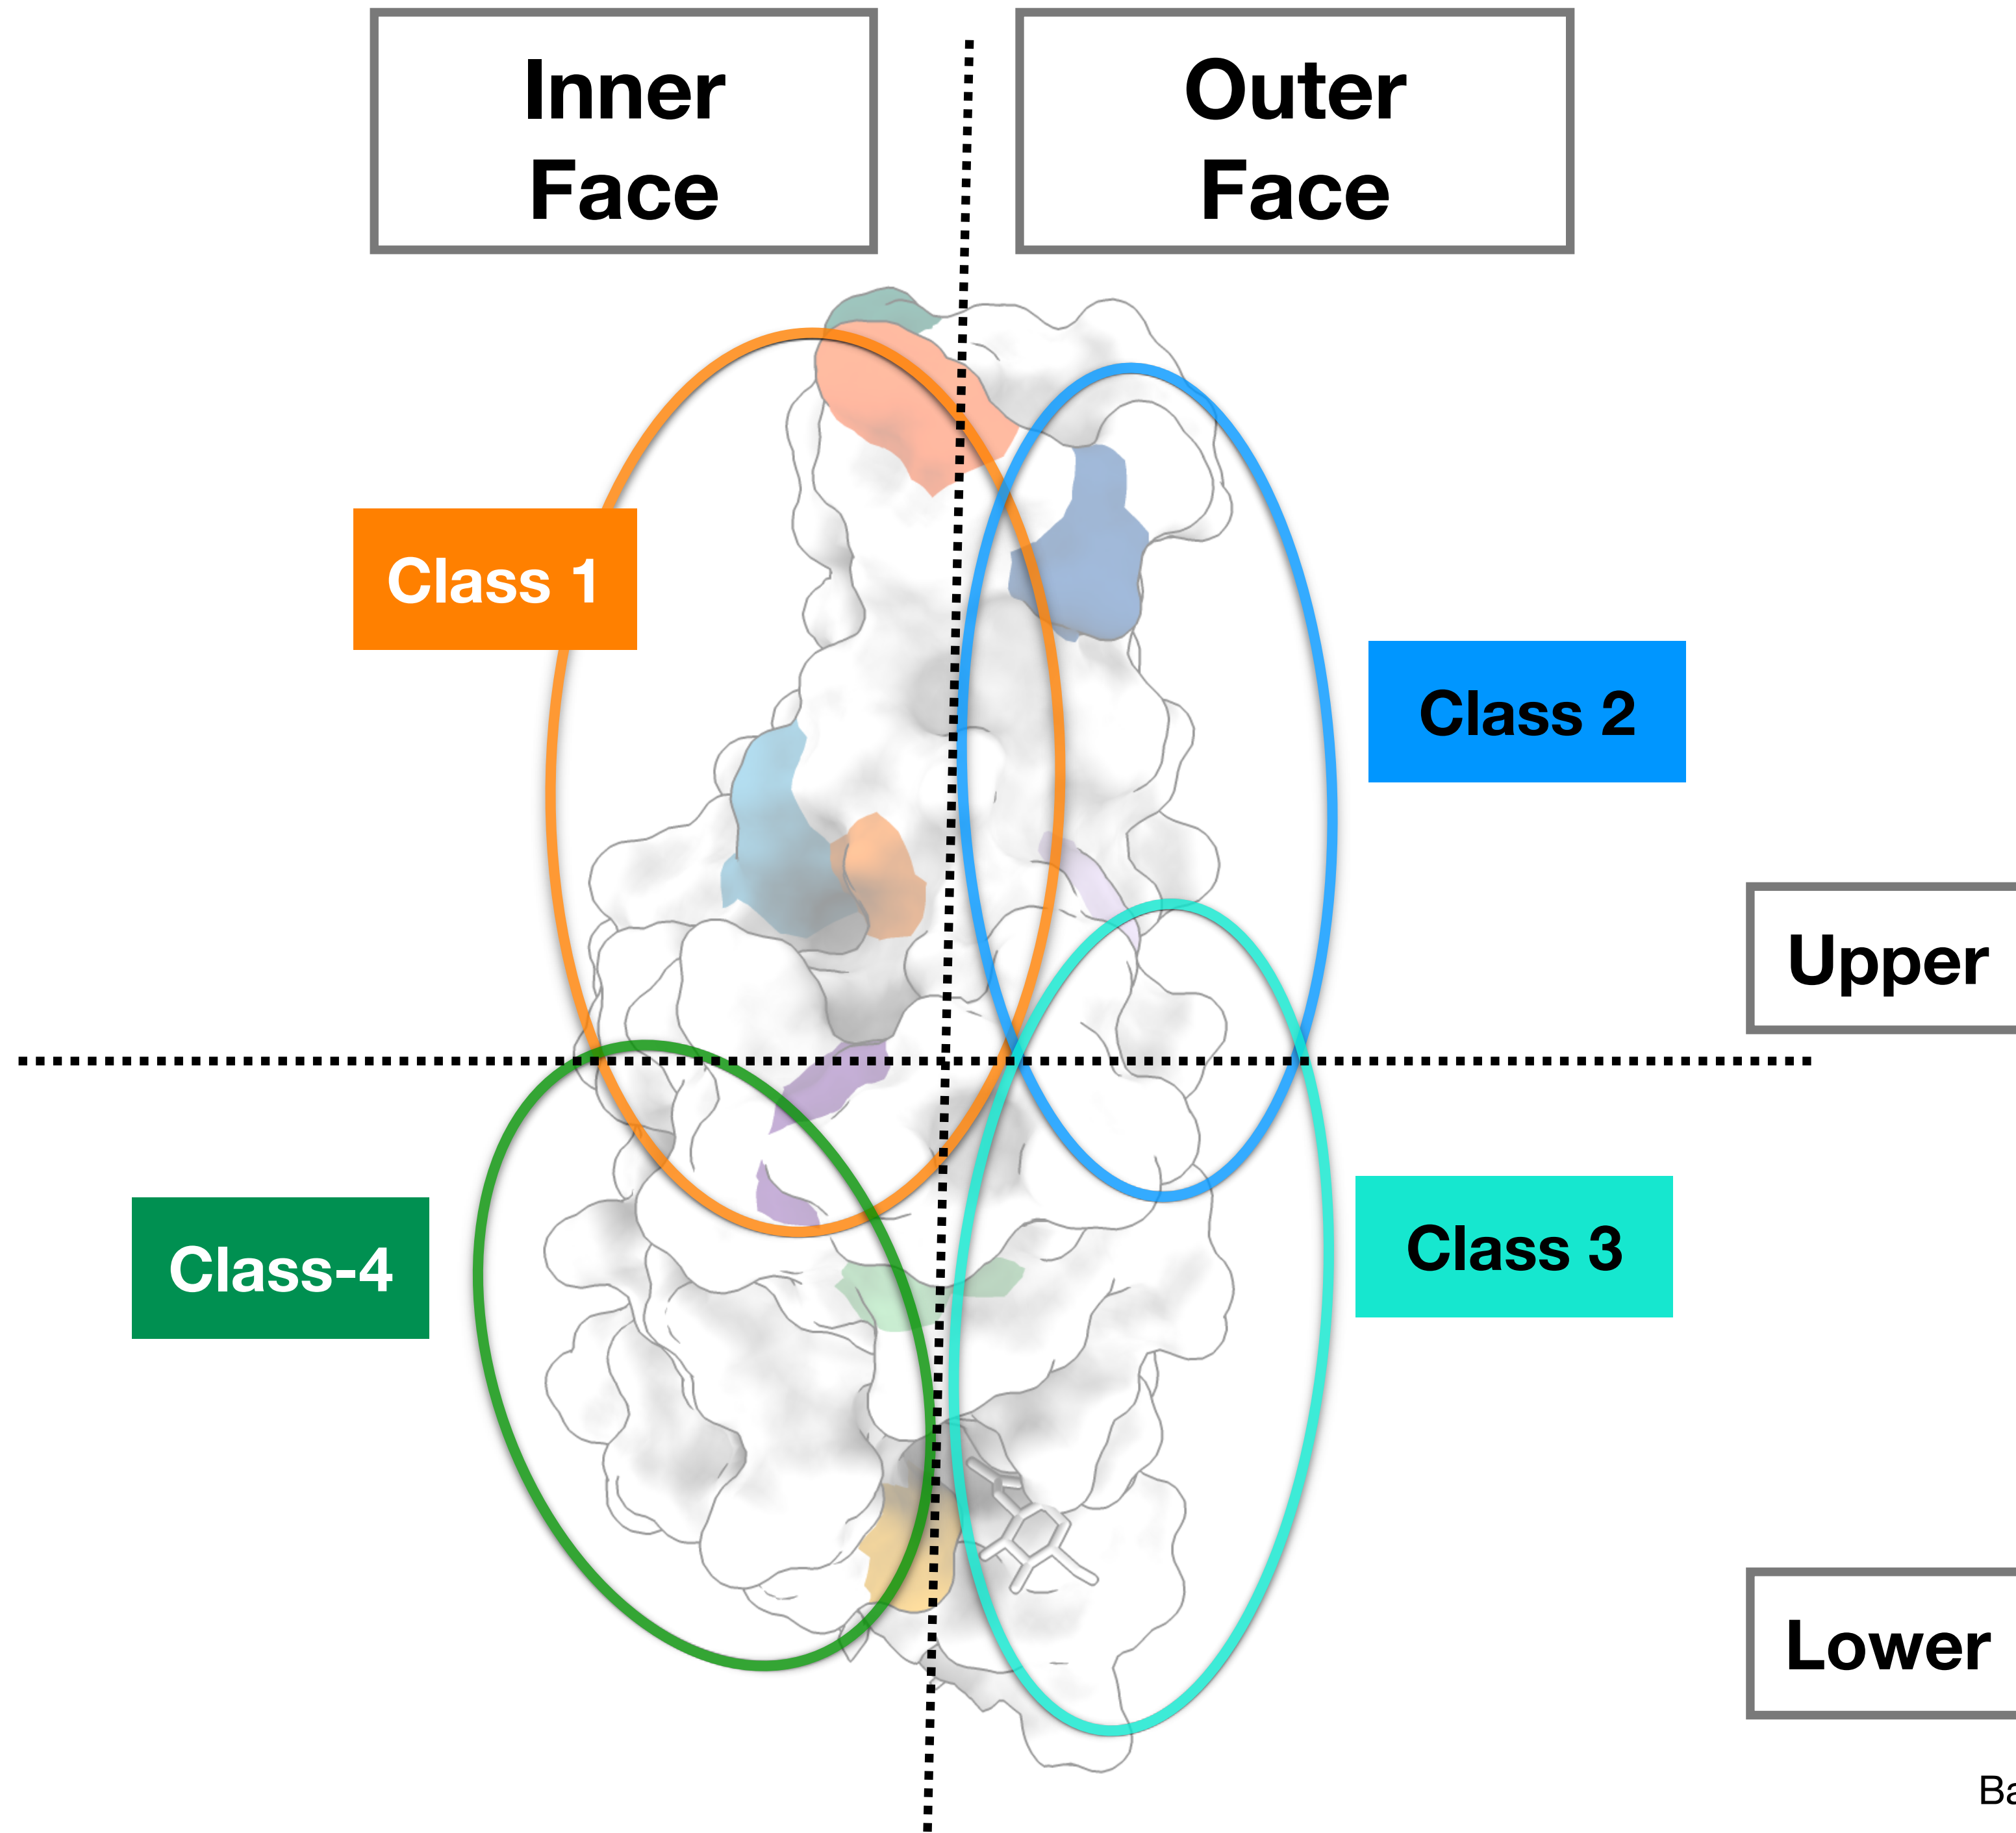 Inner
Face
Outer
Face
Class 1
Class 2
Upper
Class-4
Class 3
Lower